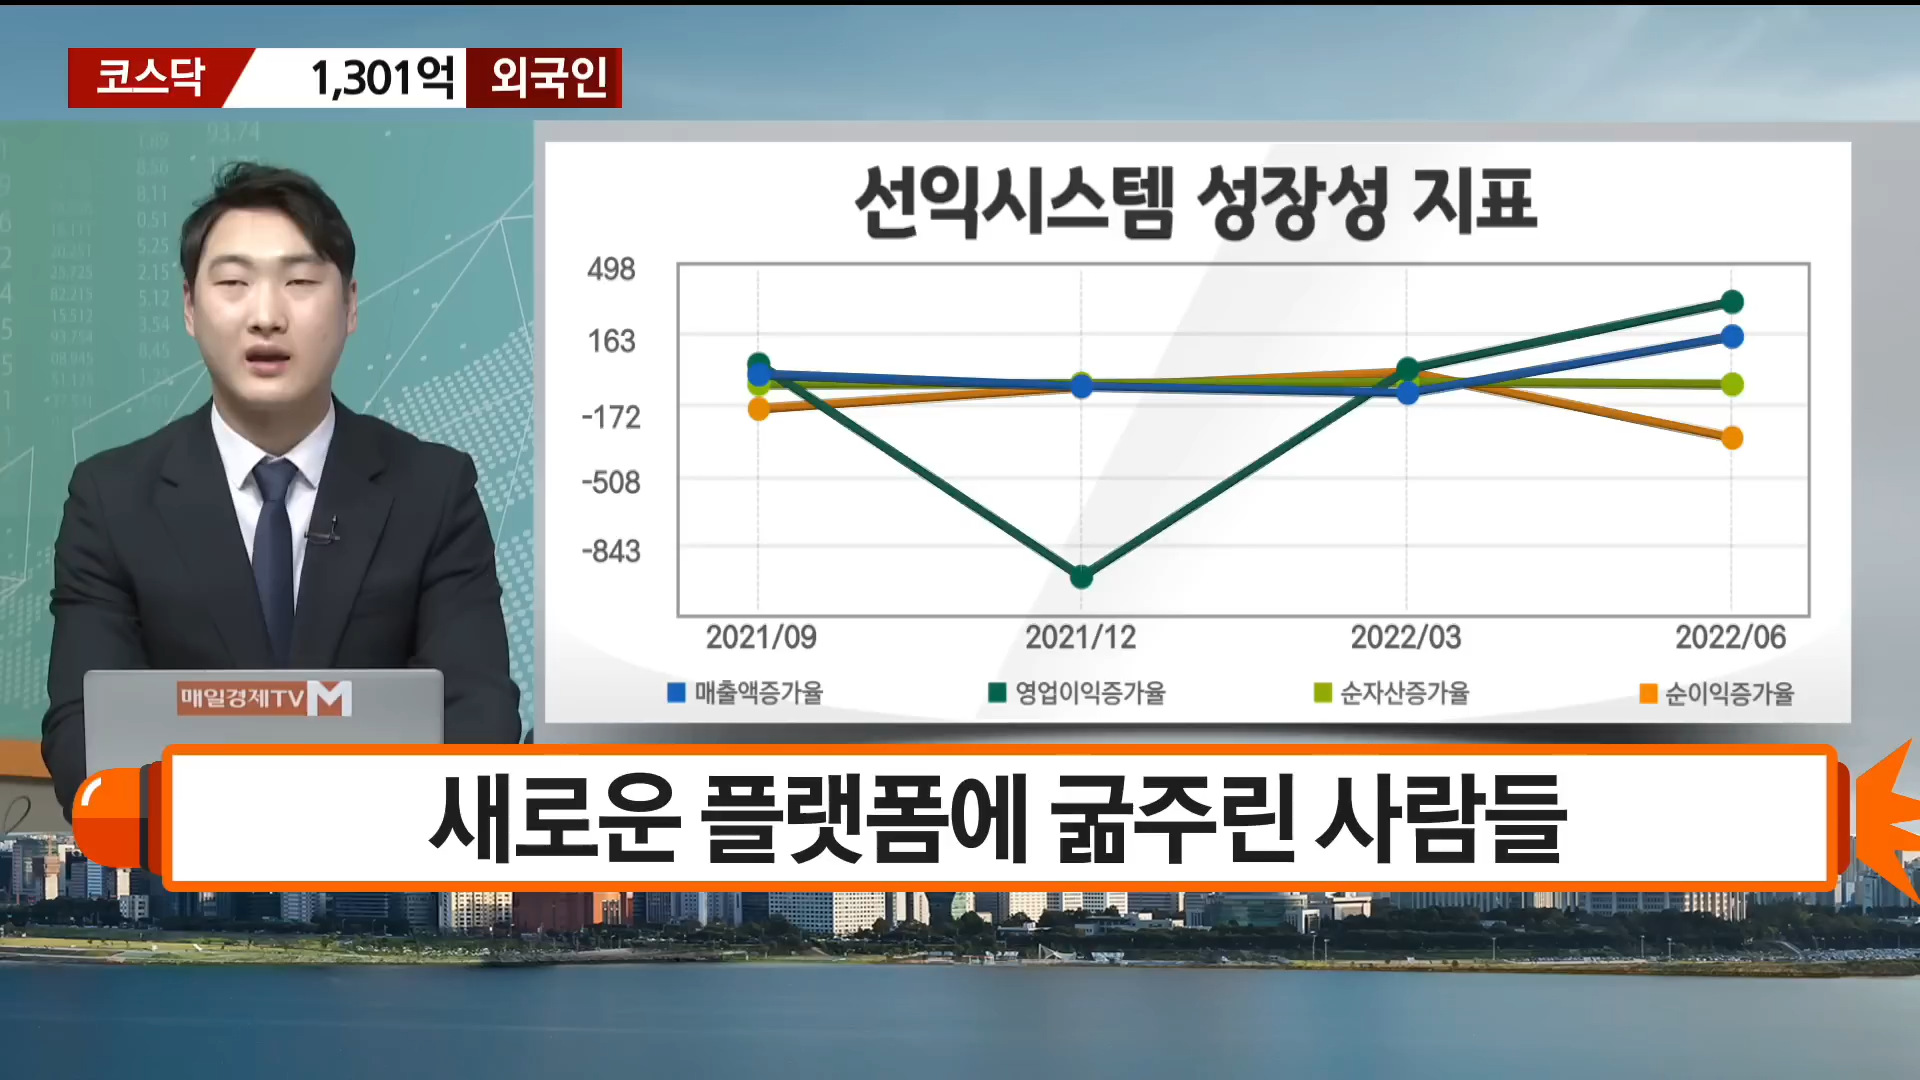 코스닥 1,301억 외국인
93.74
선익시스템 성장성 지표
498
163
-172
-508
-843
2021/09 2021/12 2022/03 2022/06
매출액증가율 영업이익증가율 순자산증가율 순이익증가율
매일경제TV M
새로운 플랫폼에 굶주린 사람들